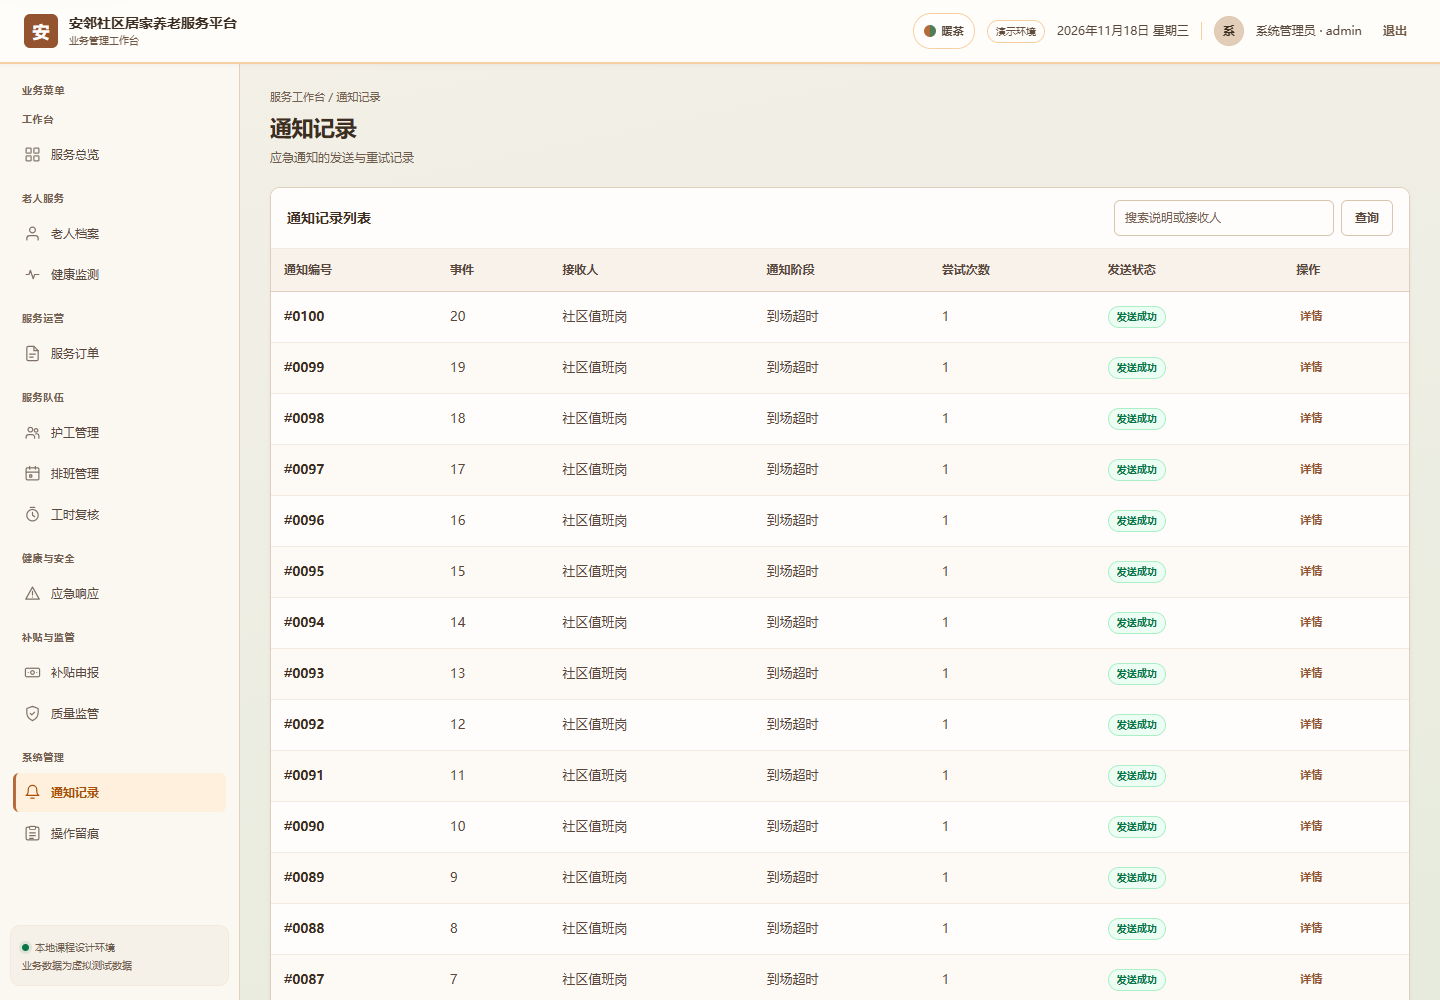 安
安邻社区居家养老服务平台
业务管理工作台
暖茶
演示环境
2026年11月18日 星期三
系
系统管理员 · admin
退出
业务菜单
工作台
服务总览
老人服务
老人档案
健康监测
服务运营
服务订单
服务队伍
护工管理
排班管理
工时复核
健康与安全
应急响应
补贴与监管
补贴申报
质量监管
系统管理
通知记录
操作留痕
本地课程设计环境
业务数据为虚拟测试数据
服务工作台 / 通知记录
通知记录
应急通知的发送与重试记录
通知记录列表
搜索说明或接收人
查询
通知编号 事件 接收人 通知阶段 尝试次数 发送状态 操作
#0100 20 社区值班岗 到场超时 1 发送成功 详情
#0099 19 社区值班岗 到场超时 1 发送成功 详情
#0098 18 社区值班岗 到场超时 1 发送成功 详情
#0097 17 社区值班岗 到场超时 1 发送成功 详情
#0096 16 社区值班岗 到场超时 1 发送成功 详情
#0095 15 社区值班岗 到场超时 1 发送成功 详情
#0094 14 社区值班岗 到场超时 1 发送成功 详情
#0093 13 社区值班岗 到场超时 1 发送成功 详情
#0092 12 社区值班岗 到场超时 1 发送成功 详情
#0091 11 社区值班岗 到场超时 1 发送成功 详情
#0090 10 社区值班岗 到场超时 1 发送成功 详情
#0089 9 社区值班岗 到场超时 1 发送成功 详情
#0088 8 社区值班岗 到场超时 1 发送成功 详情
#0087 7 社区值班岗 到场超时 1 发送成功 详情